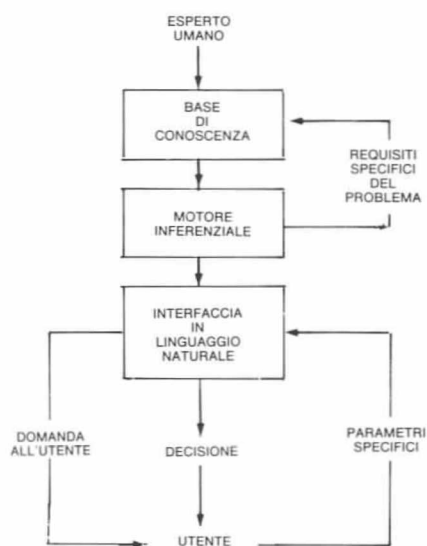 ESPERTO
UMANO
BASE
DI
CONOSCENZA
REQUISITI
SPECIFICI
DEL
PROBLEMA
MOTORE
INFERENZIALE
INTERFACCIA
IN
LINGUAGGIO
NATURALE
DOMANDA
ALL'UTENTE
DECISIONE
PARAMETRI
SPECIFICI
UTENTE